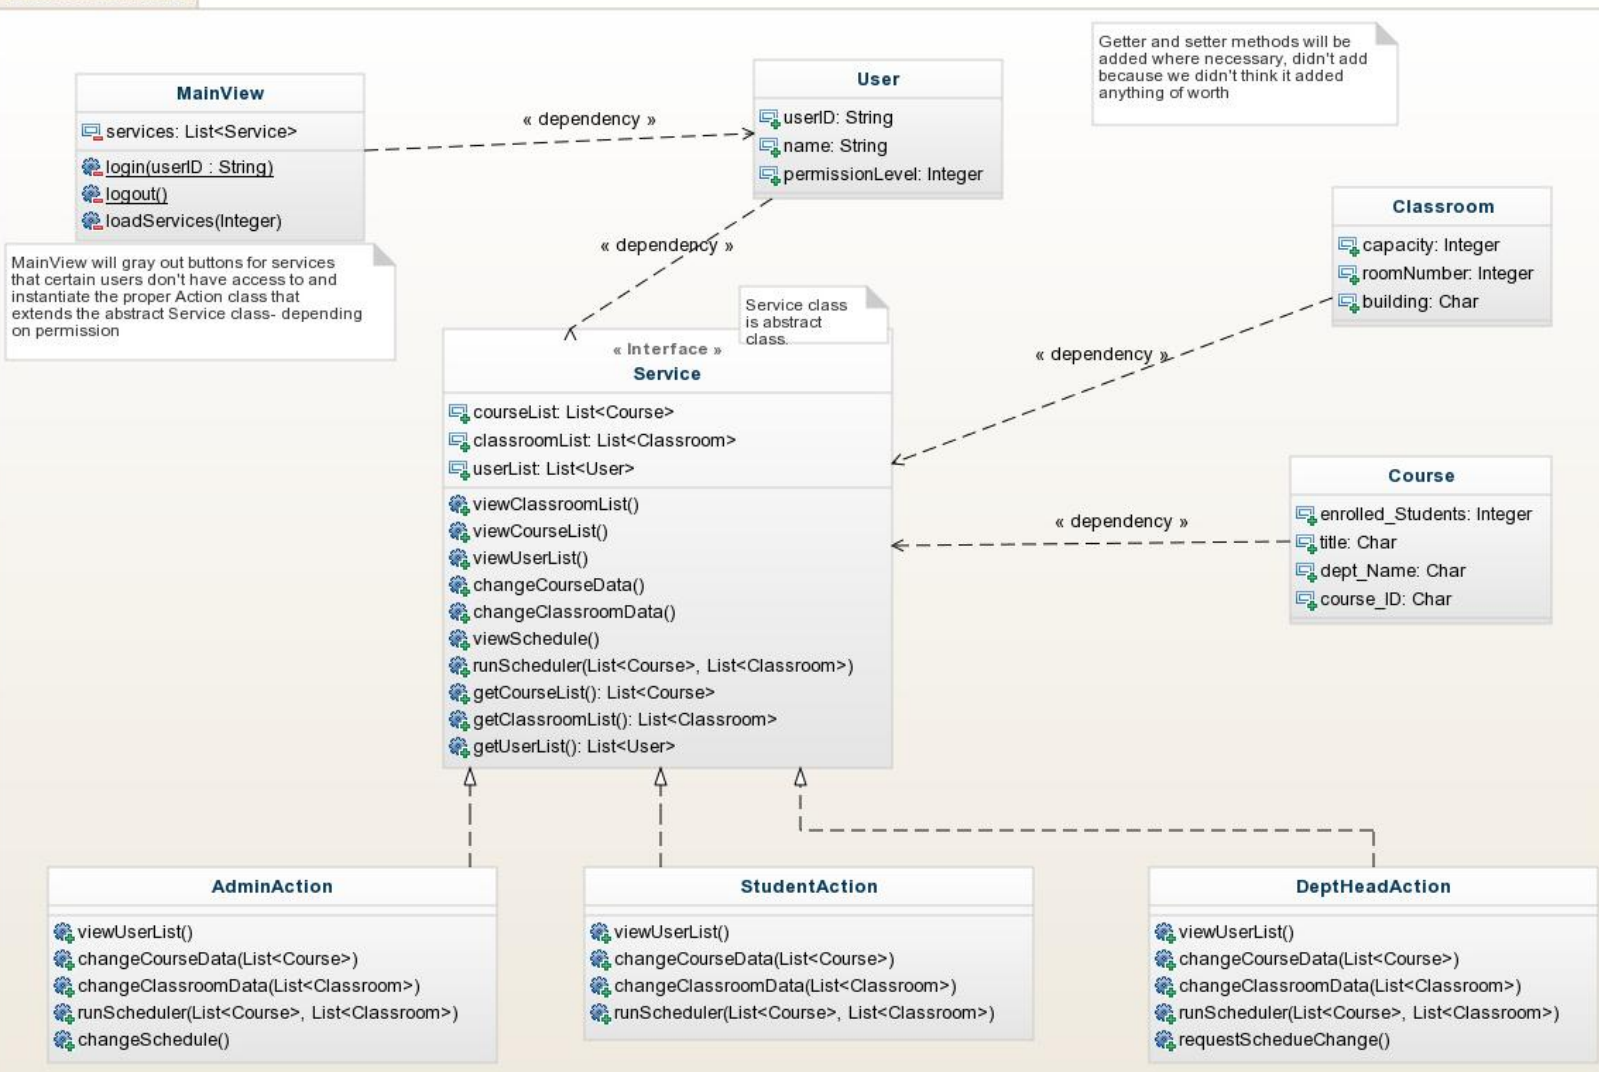 Getter and setter methods will be
added where necessary, didn't add
because we didn't think it added
anything of worth
MainView
services: List<Service>
login(userID : String)
logout()
loadServices(Integer)
« dependency »
User
userID: String
name: String
permissionLevel: Integer
MainView will gray out buttons for services
that certain users don't have access to and
instantiate the proper Action class that
extends the abstract Service class- depending
on permission
« dependency »
Service class
is abstract
class.
Classroom
capacity: Integer
roomNumber: Integer
building: Char
« dependency »
« Interface »
Service
courseList: List<Course>
classroomList: List<Classroom>
userList: List<User>
viewClassroomList()
viewCourseList()
viewUserList()
changeCourseData()
changeClassroomData()
viewSchedule()
runScheduler(List<Course>, List<Classroom>)
getCourseList(): List<Course>
getClassroomList(): List<Classroom>
getUserList(): List<User>
« dependency »
Course
enrolled_Students: Integer
title: Char
dept_Name: Char
course_ID: Char
AdminAction
viewUserList()
changeCourseData(List<Course>)
changeClassroomData(List<Classroom>)
runScheduler(List<Course>, List<Classroom>)
changeSchedule()
StudentAction
viewUserList()
changeCourseData(List<Course>)
changeClassroomData(List<Classroom>)
runScheduler(List<Course>, List<Classroom>)
DeptHeadAction
viewUserList()
changeCourseData(List<Course>)
changeClassroomData(List<Classroom>)
runScheduler(List<Course>, List<Classroom>)
requestSchedueChange()